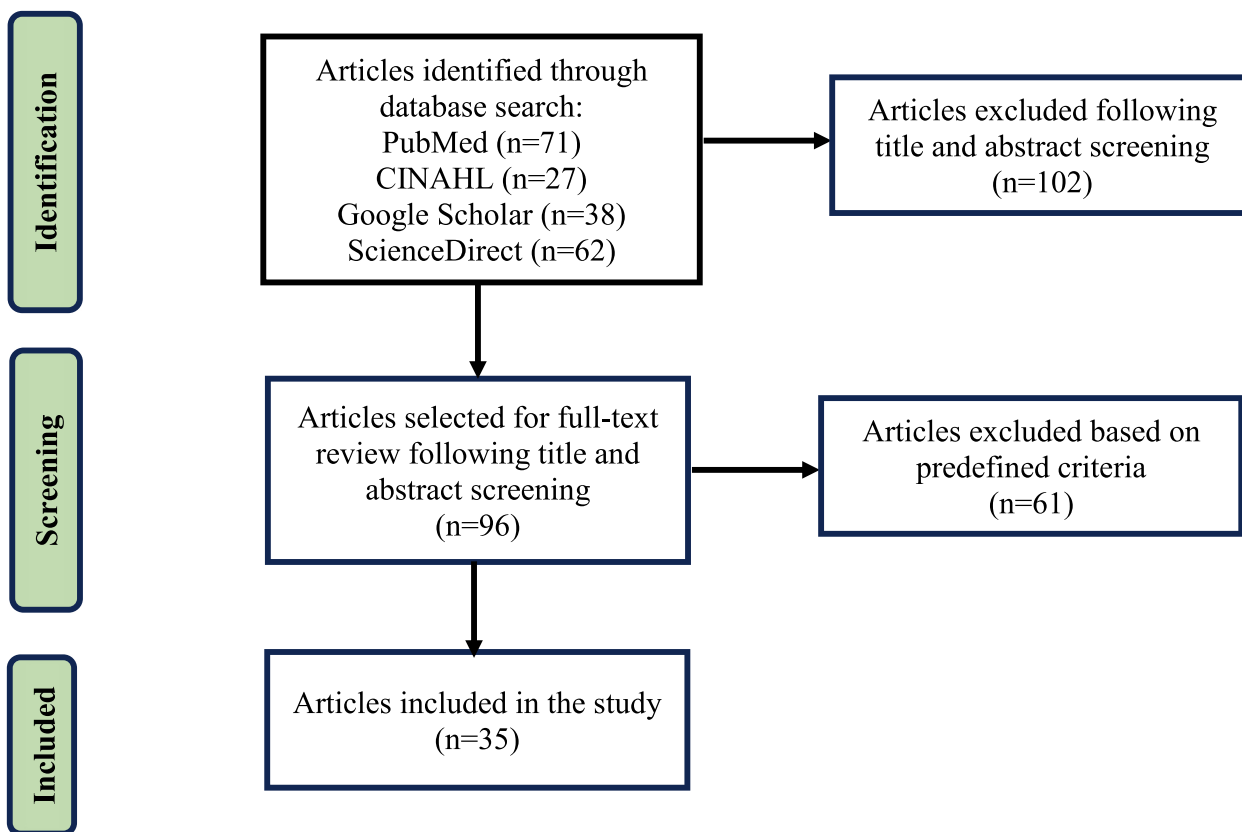 Identification
Articles identified through
database search:
PubMed (n=71)
CINAHL (n=27)
Google Scholar (n=38)
ScienceDirect (n=62)
Articles excluded following
title and abstract screening
(n=102)
Screening
Articles selected for full-text
review following title and
abstract screening
(n=96)
Articles excluded based on
predefined criteria
(n=61)
Included
Articles included in the study
(n=35)